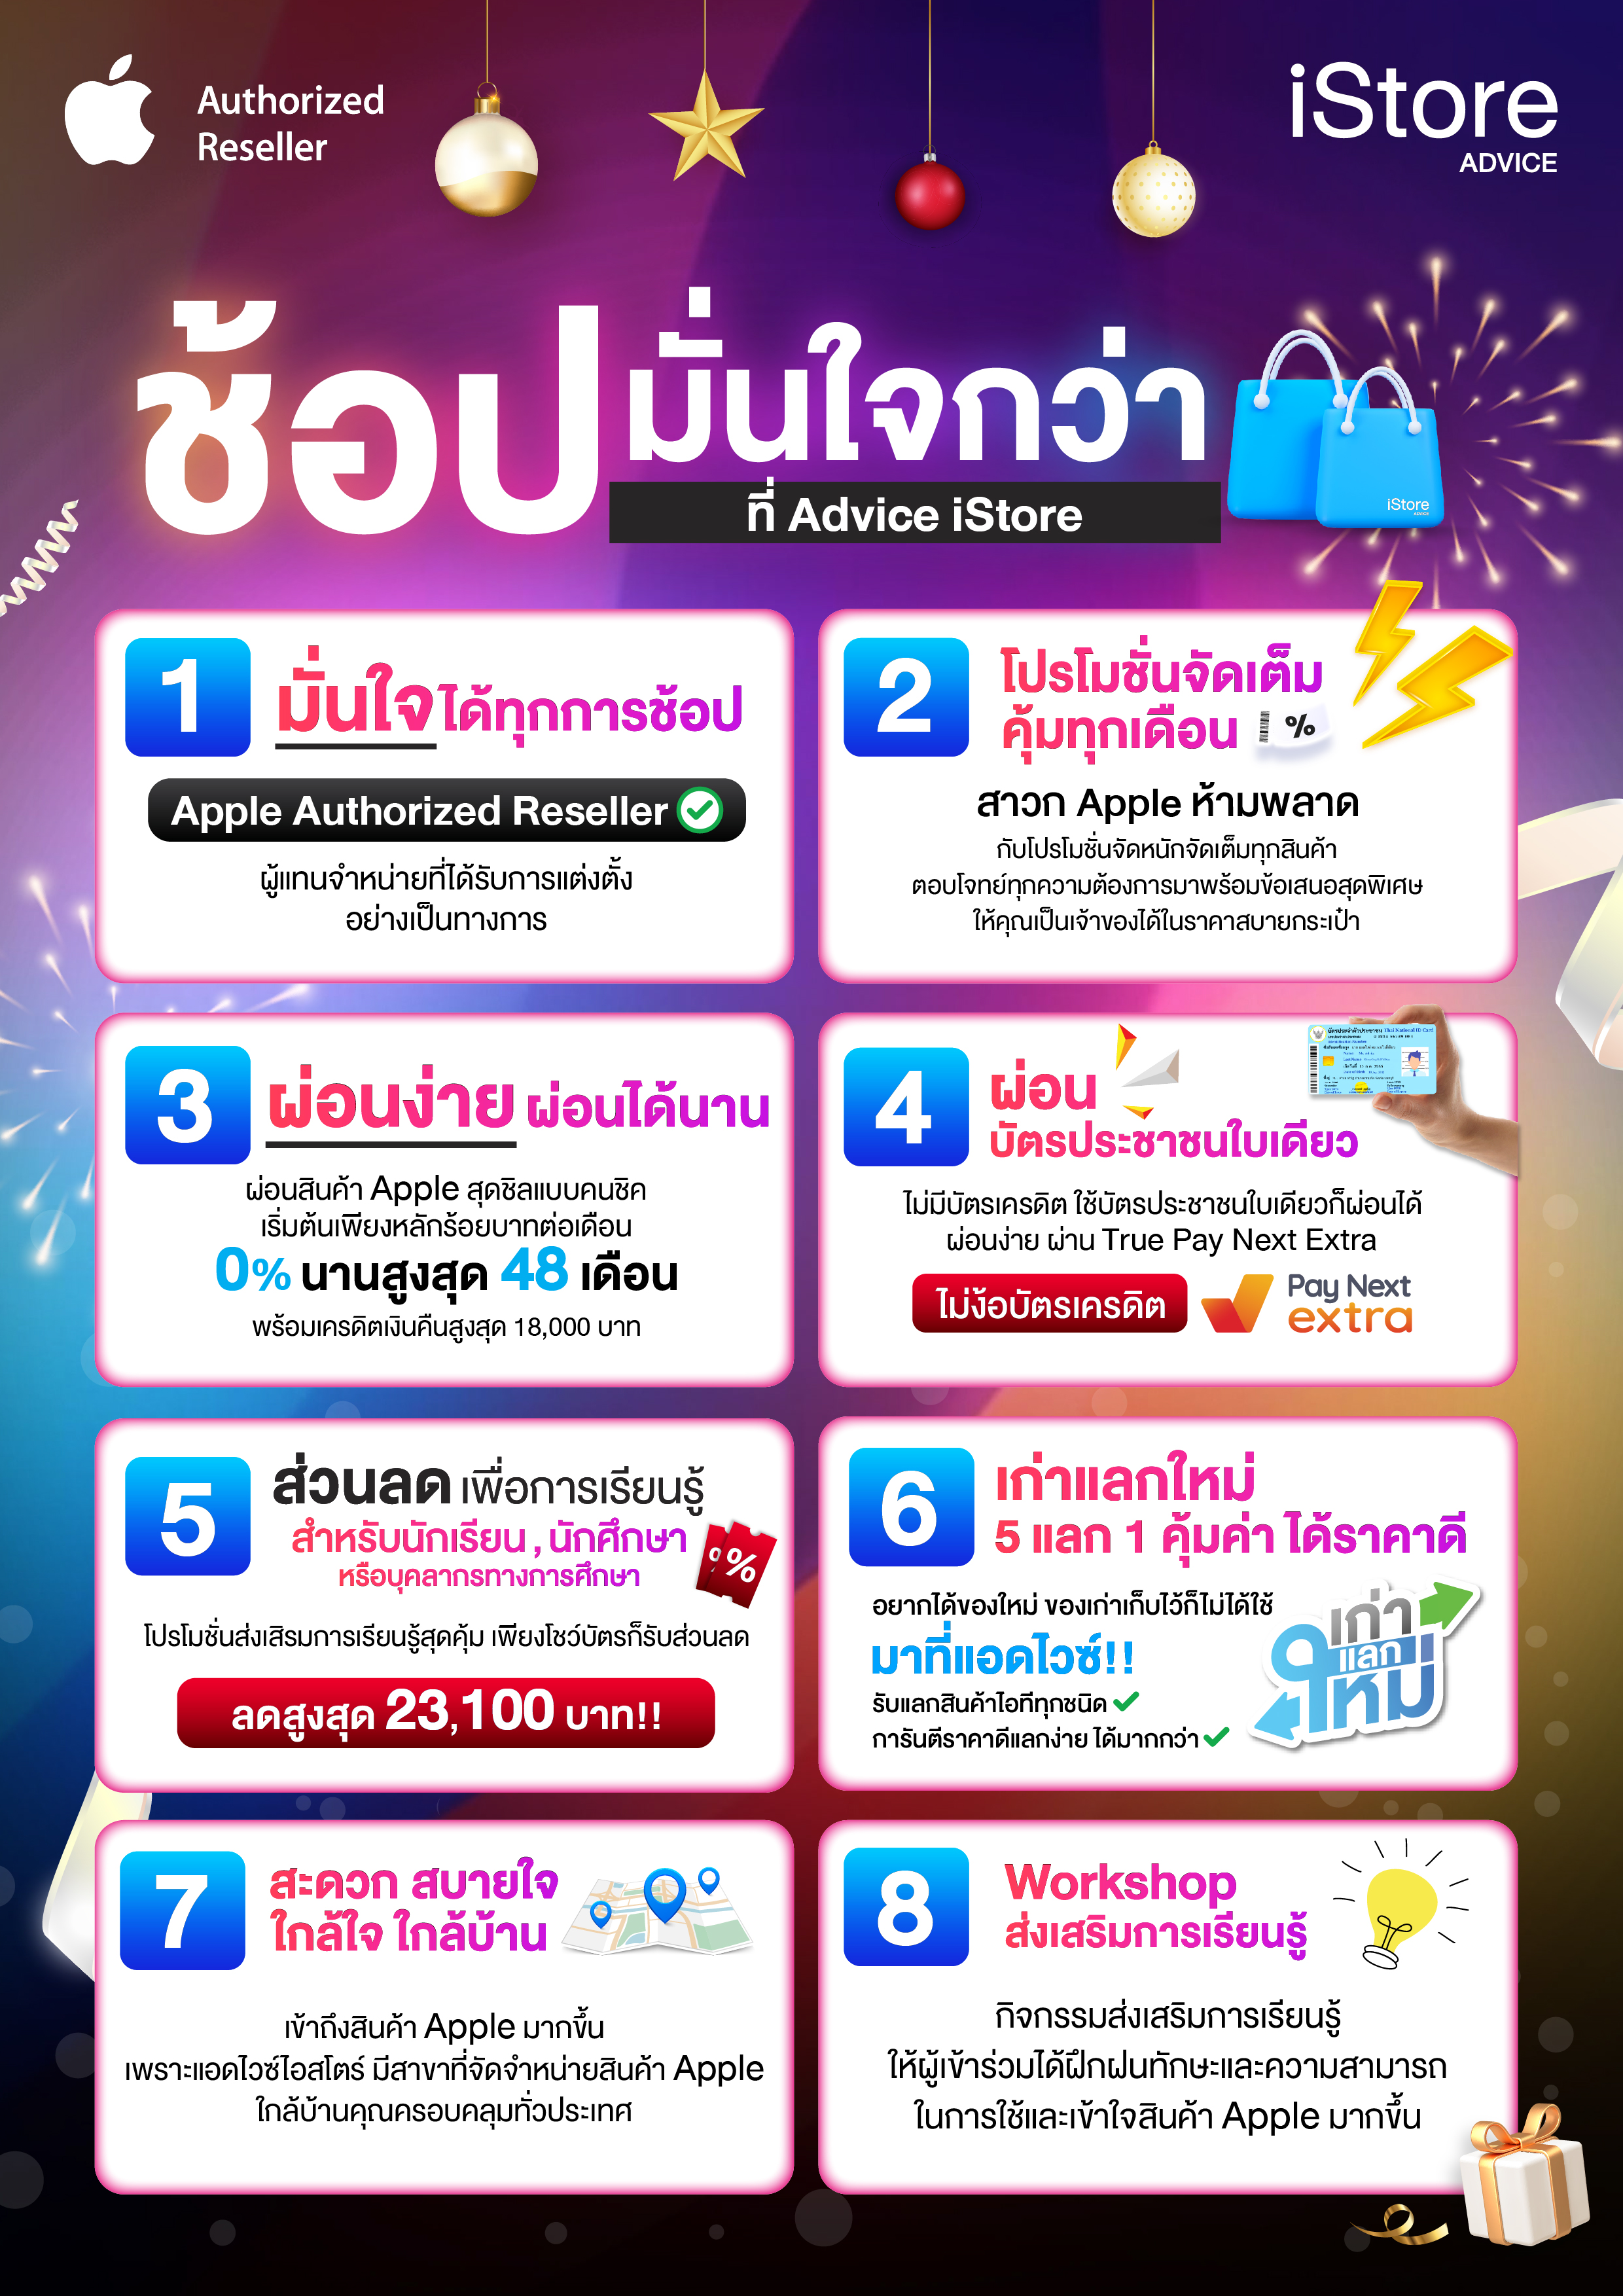 Authorized
Reseller
iStore
ADVICE
ช้อป
มั่นใจกว่า
ที่ Advice iStore
iStore
ADVICE
1
มั่นใจได้ทุกการช้อป
Apple Authorized Reseller
ผู้แทนจำหน่ายที่ได้รับการแต่งตั้ง
อย่างเป็นทางการ
2
โปรโมชั่นจัดเต็ม
คุ้มทุกเดือน
%
สาวก Apple ห้ามพลาด
กับโปรโมชั่นจัดหนักจัดเต็มทุกสินค้า
ตอบโจทย์ทุกความต้องการมาพร้อมข้อเสนอสุดพิเศษ
ให้คุณเป็นเจ้าของได้ในราคาสบายกระเป๋า
3
ผ่อนง่าย ผ่อนได้นาน
ผ่อนสินค้า Apple สุดชิลแบบคนชิค
เริ่มต้นเพียงหลักร้อยบาทต่อเดือน
0% นานสูงสุด 48 เดือน
พร้อมเครดิตเงินคืนสูงสุด 18,000 บาท
4
ผ่อน
บัตรประชาชนใบเดียว
บัตรประจำตัวประชาชน Thai National ID Card
ไม่มีบัตรเครดิต ใช้บัตรประชาชนใบเดียวก็ผ่อนได้
ผ่อนง่าย ผ่าน True Pay Next Extra
ไม่ง้อบัตรเครดิต
Pay Next
extra
5
ส่วนลด เพื่อการเรียนรู้
สำหรับนักเรียน , นักศึกษา
หรือบุคลากรทางการศึกษา
%
%
โปรโมชั่นส่งเสิรมการเรียนรู้สุดคุ้ม เพียงโชว์บัตรก็รับส่วนลด
ลดสูงสุด 23,100 บาท!!
6
เก่าแลกใหม่
5 แลก 1 คุ้มค่า ได้ราคาดี
อยากได้ของใหม่ ของเก่าเก็บไว้ก็ไม่ได้ใช้
มาที่แอดไวซ์!!
รับแลกสินค้าไอทีทุกชนิด
การันตีราคาดีแลกง่าย ได้มากกว่า
เก่า
แลก
ใหม่
7
สะดวก สบายใจ
ใกล้ใจ ใกล้บ้าน
เข้าถึงสินค้า Apple มากขึ้น
เพราะแอดไวซ์ไอสโตร์ มีสาขาที่จัดจำหน่ายสินค้า Apple
ใกล้บ้านคุณครอบคลุมทั่วประเทศ
8
Workshop
ส่งเสริมการเรียนรู้
กิจกรรมส่งเสริมการเรียนรู้
ให้ผู้เข้าร่วมได้ฝึกฝนทักษะและความสามารถ
ในการใช้และเข้าใจสินค้า Apple มากขึ้น